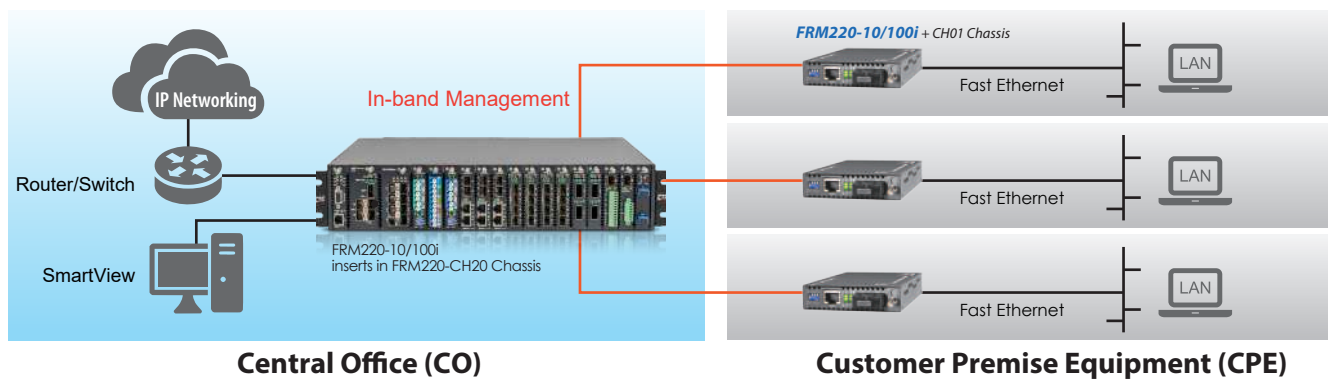 IP Networking
Router/Switch
SmartView
In-band Management
FRM220-10/100i
inserts in FRM220-CH20 Chassis
Central Office (CO)
FRM220-10/100i + CH01 Chassis
Fast Ethernet
LAN
Fast Ethernet
LAN
Fast Ethernet
LAN
Customer Premise Equipment (CPE)